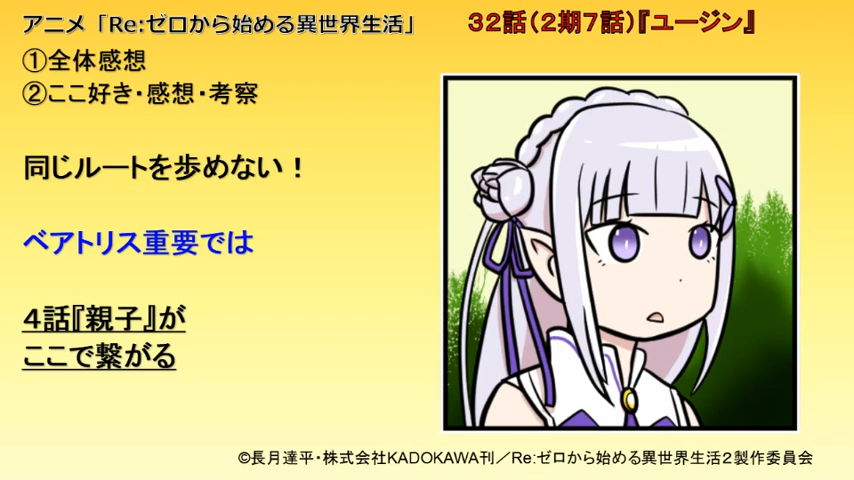 アニメ「Re:ゼロから始める異世界生活」
32話(2期7話)『ユージン』
①全体感想
②ここ好き・感想・考察
同じルートを歩めない!
ベアトリス重要では
4話『親子』が
ここで繋がる
©長月達平・株式会社KADOKAWA刊/Re:ゼロから始める異世界生活2製作委員会